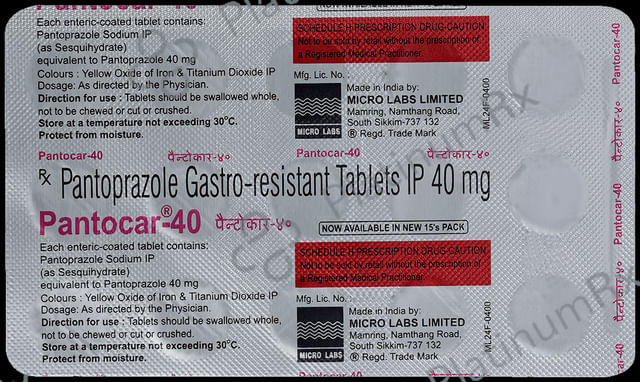 Pantocar-40
Each enteric-coated tablet contains:
Pantoprazole Sodium IP
(as Sesquihydrate)
equivalent to Pantoprazole 40 mg
Colours : Yellow Oxide of Iron & Titanium Dioxide IP
Dosage: As directed by the Physician.
Direction for use : Tablets should be swallowed whole,
not to be chewed or cut or crushed.
Store at a temperature not exceeding 30°C.
Protect from moisture.
SCHEDULE H PRESCRIPTION DRUG-CAUTION
Not to be sold by retail without the prescription of
a Registered Medical Practitioner.
Mfg. Lic. No. :
MICRO LABS
Made in India by:
MICRO LABS LIMITED
Mamring, Namthang Road,
South Sikkim-737 132
® Regd. Trade Mark
ML24F-0400
Pantocar-40 पैन्टोकार-४० Pantocar-40 पैन्टोकार-४०
Rx Pantoprazole Gastro-resistant Tablets IP 40 mg
Pantocar®-40 पैन्टोकार-४०
NOW AVAILABLE IN NEW 15's PACK
Each enteric-coated tablet contains:
Pantoprazole Sodium IP
(as Sesquihydrate)
equivalent to Pantoprazole 40 mg
Colours : Yellow Oxide of Iron & Titanium Dioxide IP
Dosage: As directed by the Physician.
Direction for use : Tablets should be swallowed whole,
not to be chewed or cut or crushed.
Store at a temperature not exceeding 30°C.
Protect from moisture.
SCHEDULE H PRESCRIPTION DRUG-CAUTION
Not to be sold by retail without the prescription of
a Registered Medical Practitioner.
Mfg. Lic. No. :
MICRO LABS
Made in India by:
MICRO LABS LIMITED
Mamring, Namthang Road,
South Sikkim-737 132
® Regd. Trade Mark
ML24F-0400
Pantocar-40 पैन्टोकार-४० Pantocar-40 पैन्टोकार-४०
PlatinumRx
PlatinumRx